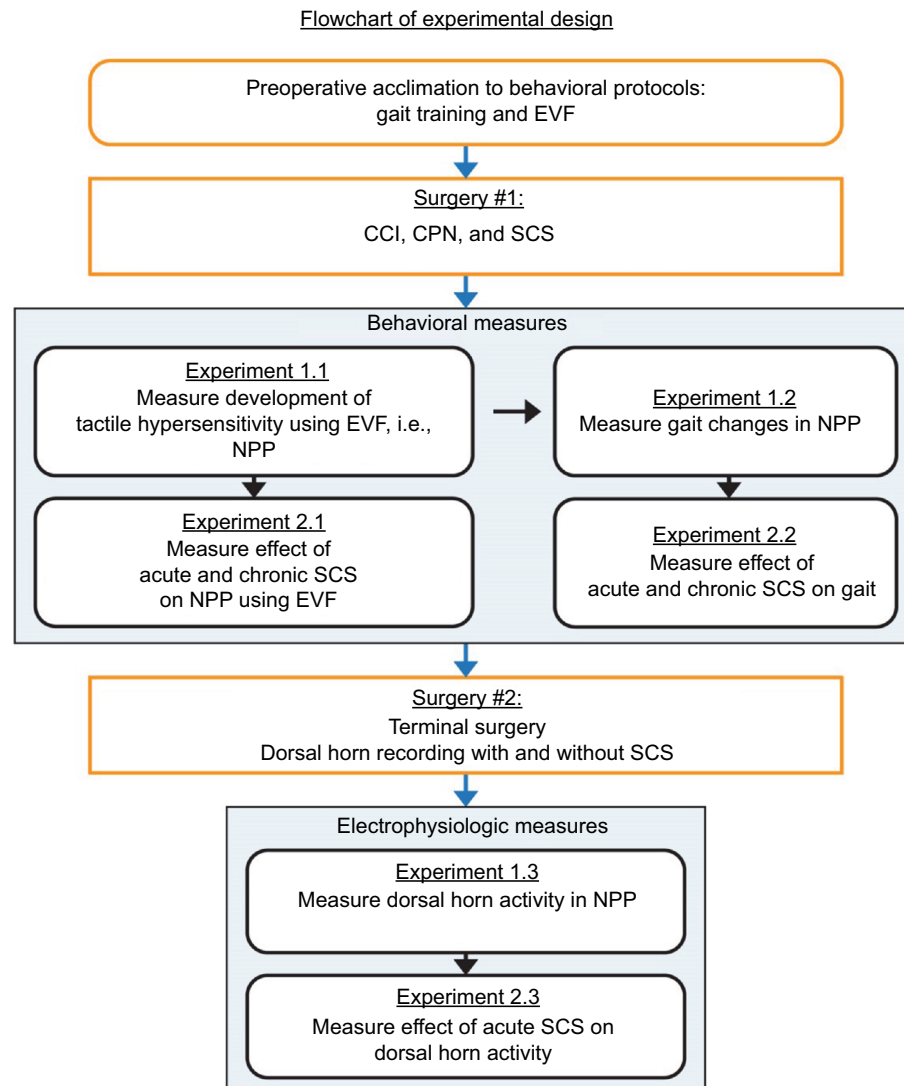 Flowchart of experimental design
Preoperative acclimation to behavioral protocols:
gait training and EVF
Surgery #1:
CCI, CPN, and SCS
Behavioral measures
Experiment 1.1
Measure development of
tactile hypersensitivity using EVF, i.e.,
NPP
Experiment 1.2
Measure gait changes in NPP
Experiment 2.1
Measure effect of
acute and chronic SCS
on NPP using EVF
Experiment 2.2
Measure effect of
acute and chronic SCS on gait
Surgery #2:
Terminal surgery
Dorsal horn recording with and without SCS
Electrophysiologic measures
Experiment 1.3
Measure dorsal horn activity in NPP
Experiment 2.3
Measure effect of acute SCS on
dorsal horn activity